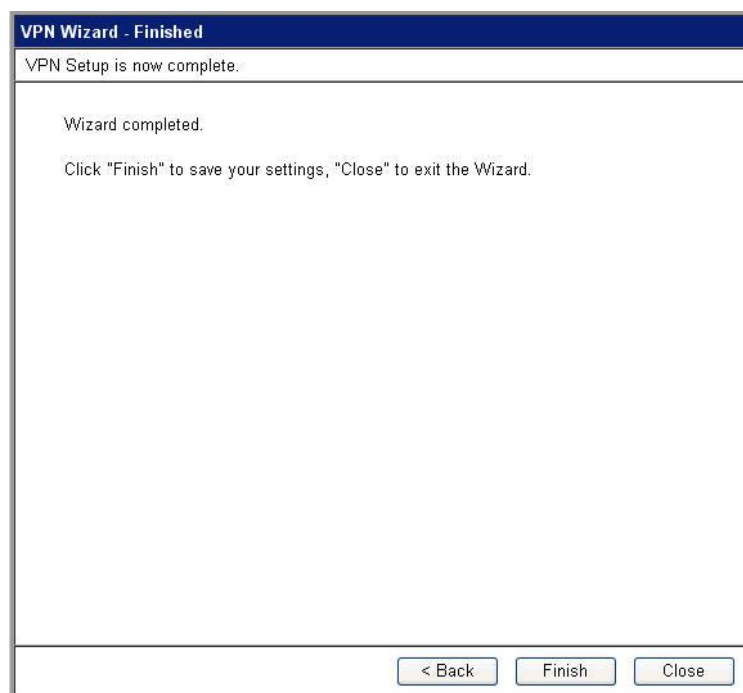 VPN Wizard - Finished
VPN Setup is now complete.
Wizard completed.
Click "Finish" to save your settings, "Close" to exit the Wizard.
< Back Finish Close